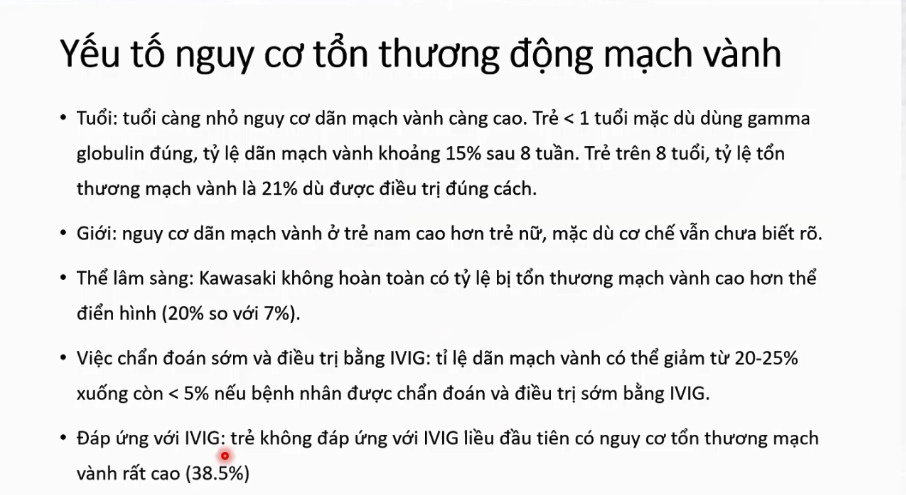 Yếu tố nguy cơ tổn thương động mạch vành
• Tuổi: tuổi càng nhỏ nguy cơ dãn mạch vành càng cao. Trẻ < 1 tuổi mặc dù dùng gamma
globulin đúng, tỷ lệ dãn mạch vành khoảng 15% sau 8 tuần. Trẻ trên 8 tuổi, tỷ lệ tổn
thương mạch vành là 21% dù được điều trị đúng cách.
• Giới: nguy cơ dãn mạch vành ở trẻ nam cao hơn trẻ nữ, mặc dù cơ chế vẫn chưa biết rõ.
• Thể lâm sàng: Kawasaki không hoàn toàn có tỷ lệ bị tổn thương mạch vành cao hơn thể
điển hình (20% so với 7%).
• Việc chẩn đoán sớm và điều trị bằng IVIG: tỉ lệ dãn mạch vành có thể giảm từ 20-25%
xuống còn < 5% nếu bệnh nhân được chẩn đoán và điều trị sớm bằng IVIG.
• Đáp ứng với IVIG: trẻ không đáp ứng với IVIG liều đầu tiên có nguy cơ tổn thương mạch
vành rất cao (38.5%)